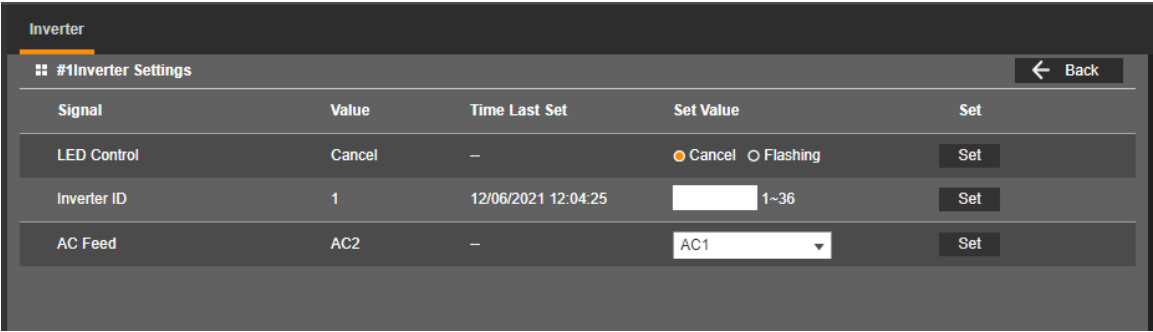 Inverter
#1Inverter Settings
Back
Signal Value Time Last Set Set Value Set
LED Control Cancel -- Cancel Flashing Set
Inverter ID 1 12/06/2021 12:04:25 1~36 Set
AC Feed AC2 -- AC1 Set